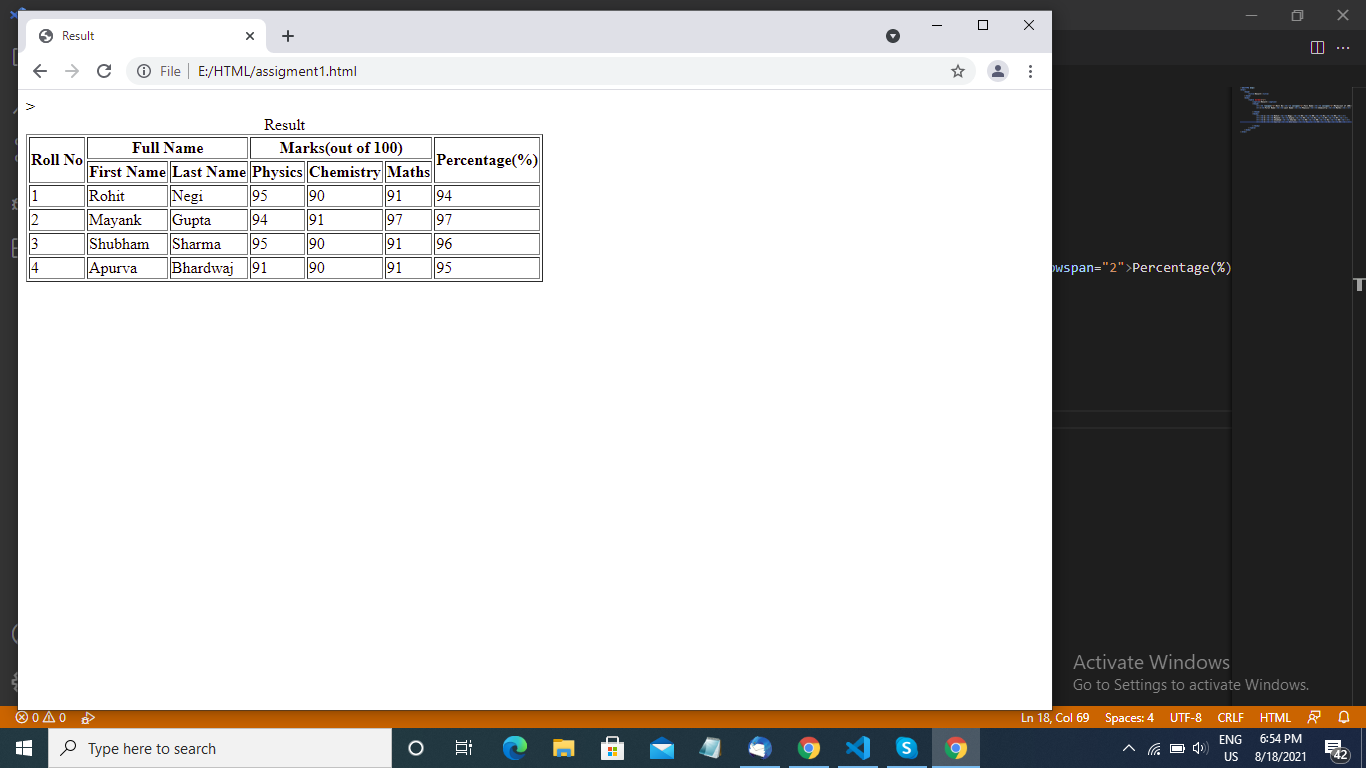 Result
File E:/HTML/assigment1.html
>
Result
Roll No Full Name Marks(out of 100) Percentage(%)
First Name Last Name Physics Chemistry Maths
1 Rohit Negi 95 90 91 94
2 Mayank Gupta 94 91 97 97
3 Shubham Sharma 95 90 91 96
4 Apurva Bhardwaj 91 90 91 95
owspan="2">Percentage(%)
Activate Windows
Go to Settings to activate Windows.
0 0 Ln 18, Col 69 Spaces: 4 UTF-8 CRLF HTML
Type here to search
ENG
US
6:54 PM
8/18/2021
42